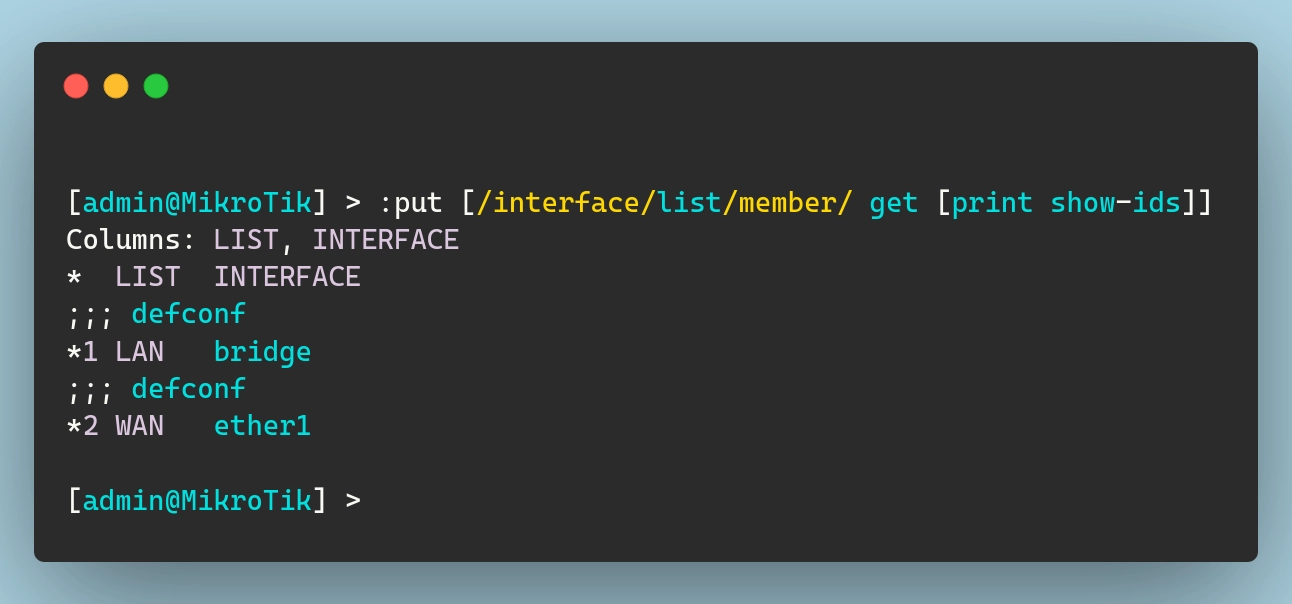 [admin@MikroTik] > :put [/interface/list/member/ get [print show-ids]]
Columns: LIST, INTERFACE
*  LIST  INTERFACE
;;; defconf
*1 LAN   bridge
;;; defconf
*2 WAN   ether1
[admin@MikroTik] >